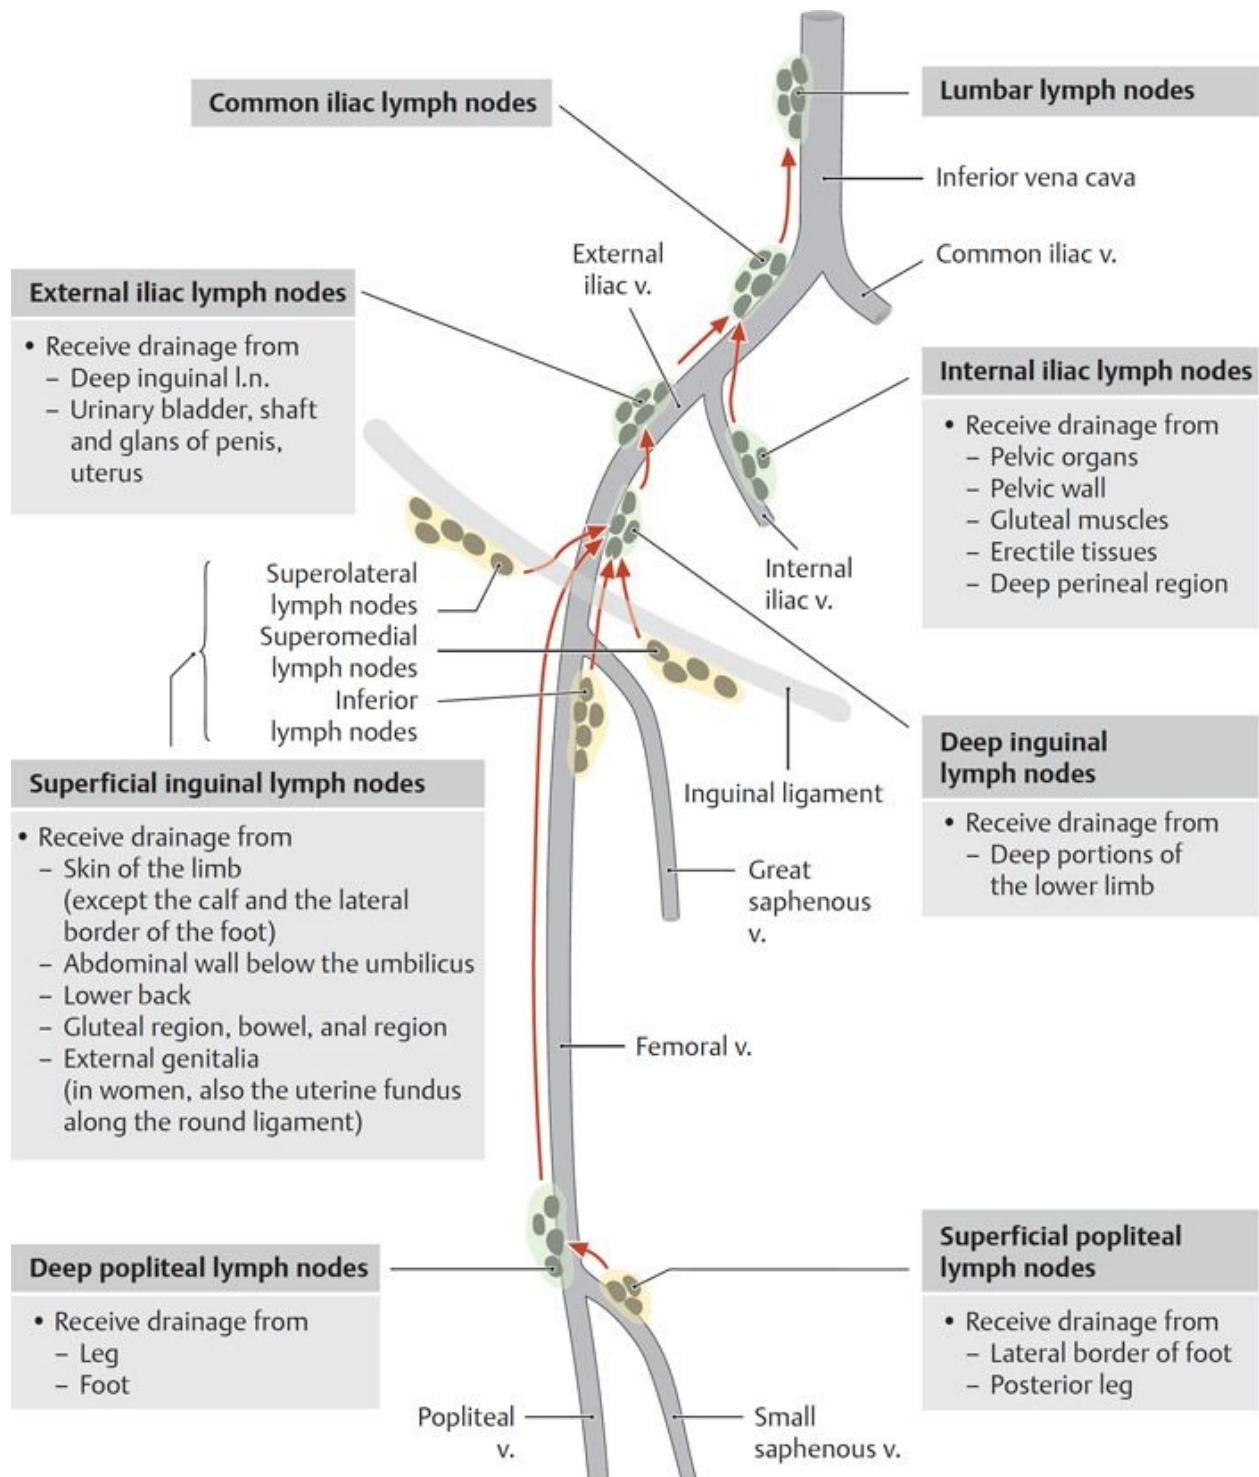 Common iliac lymph nodes
Lumbar lymph nodes
Inferior vena cava
External
iliac v.
Common iliac v.
External iliac lymph nodes
• Receive drainage from
– Deep inguinal l.n.
– Urinary bladder, shaft
and glans of penis,
uterus
Internal iliac lymph nodes
• Receive drainage from
– Pelvic organs
– Pelvic wall
– Gluteal muscles
– Erectile tissues
– Deep perineal region
Internal
iliac v.
Superolateral
lymph nodes
Superomedial
lymph nodes
Inferior
lymph nodes
Inguinal ligament
Deep inguinal
lymph nodes
• Receive drainage from
– Deep portions of
the lower limb
Superficial inguinal lymph nodes
• Receive drainage from
– Skin of the limb
(except the calf and the lateral
border of the foot)
– Abdominal wall below the umbilicus
– Lower back
– Gluteal region, bowel, anal region
– External genitalia
(in women, also the uterine fundus
along the round ligament)
Great
saphenous
v.
Femoral v.
Deep popliteal lymph nodes
• Receive drainage from
– Leg
– Foot
Superficial popliteal
lymph nodes
• Receive drainage from
– Lateral border of foot
– Posterior leg
Popliteal
v.
Small
saphenous v.